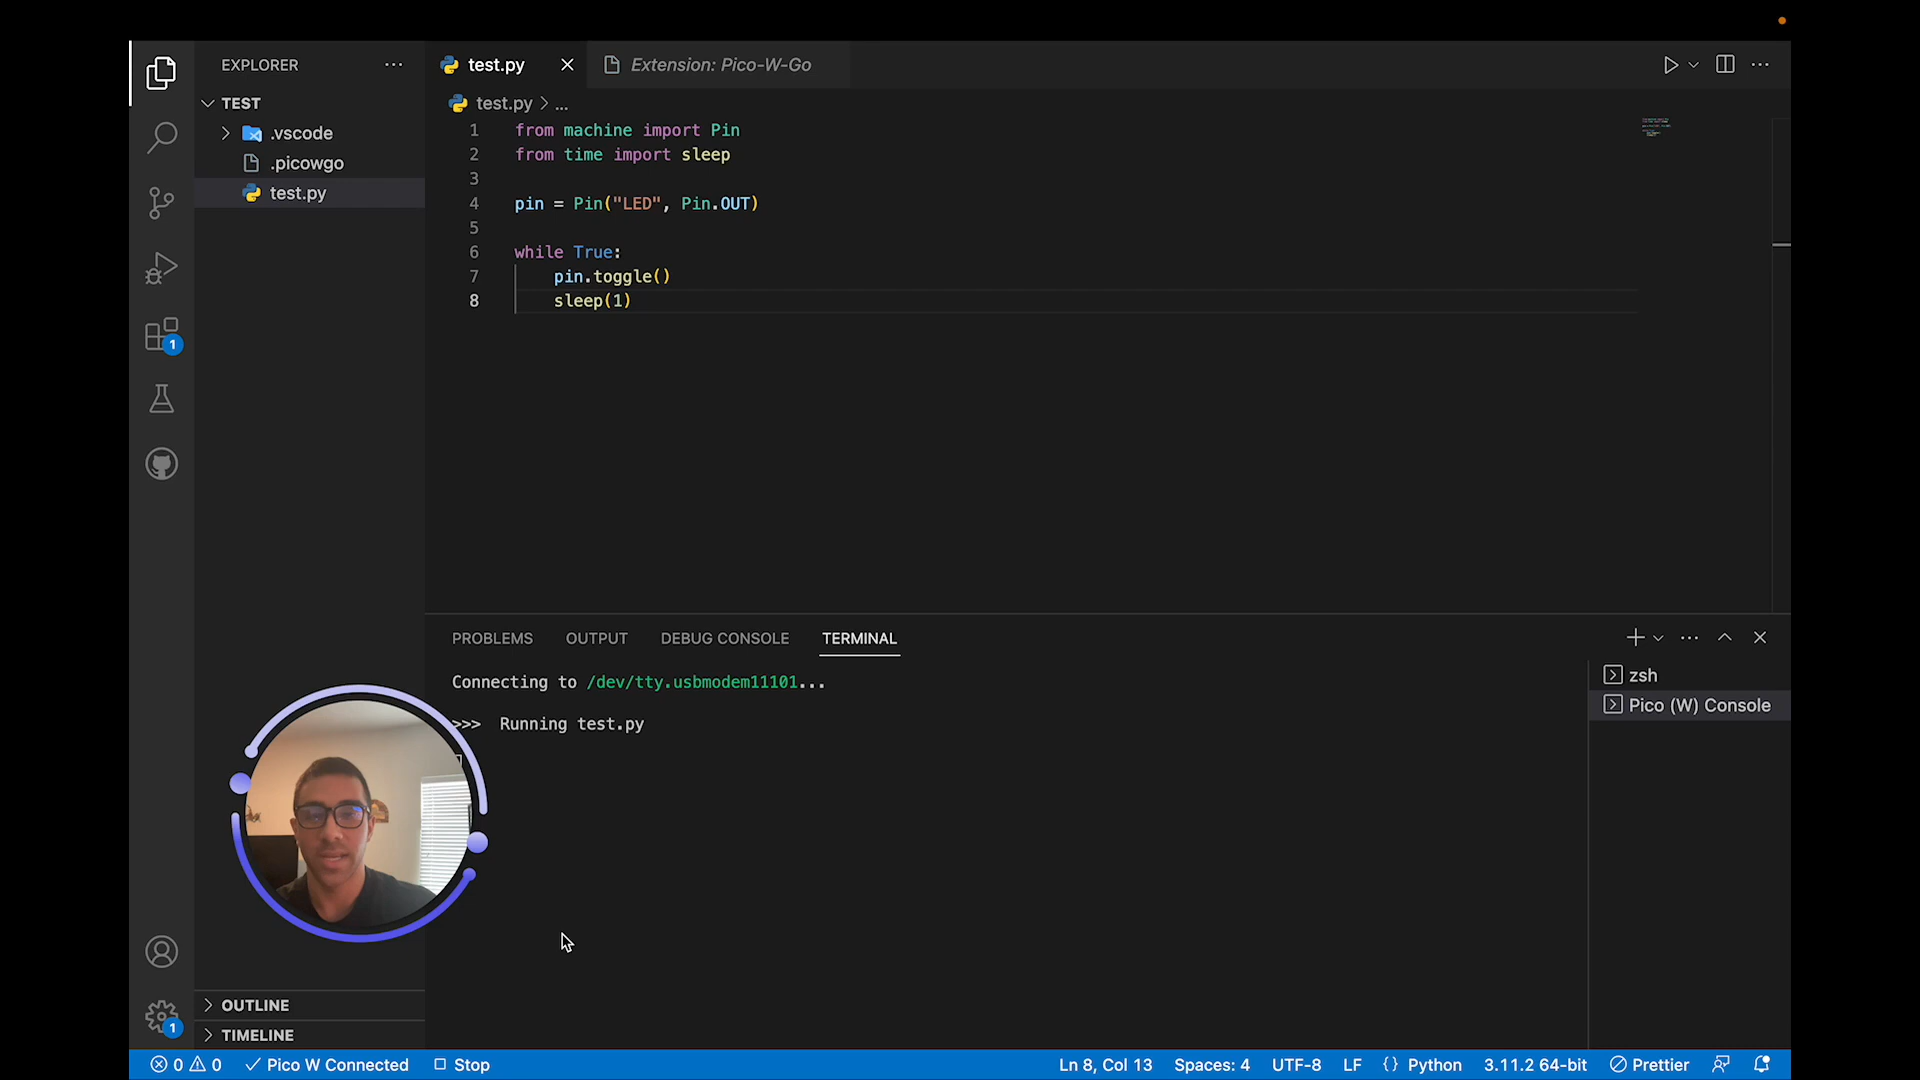 EXPLORER
test.py
Extension: Pico-W-Go
TEST
.vscode
.picowgo
test.py
test.py > ...
1 from machine import Pin
2 from time import sleep
3
4 pin = Pin("LED", Pin.OUT)
5
6 while True:
7 pin.toggle()
8 sleep(1)
1
PROBLEMS OUTPUT DEBUG CONSOLE TERMINAL
Connecting to /dev/tty.usbmodem11101...
>>> Running test.py
zsh
Pico (W) Console
OUTLINE
TIMELINE
1
0 0 Pico W Connected Stop Ln 8, Col 13 Spaces: 4 UTF-8 LF {} Python 3.11.2 64-bit Prettier